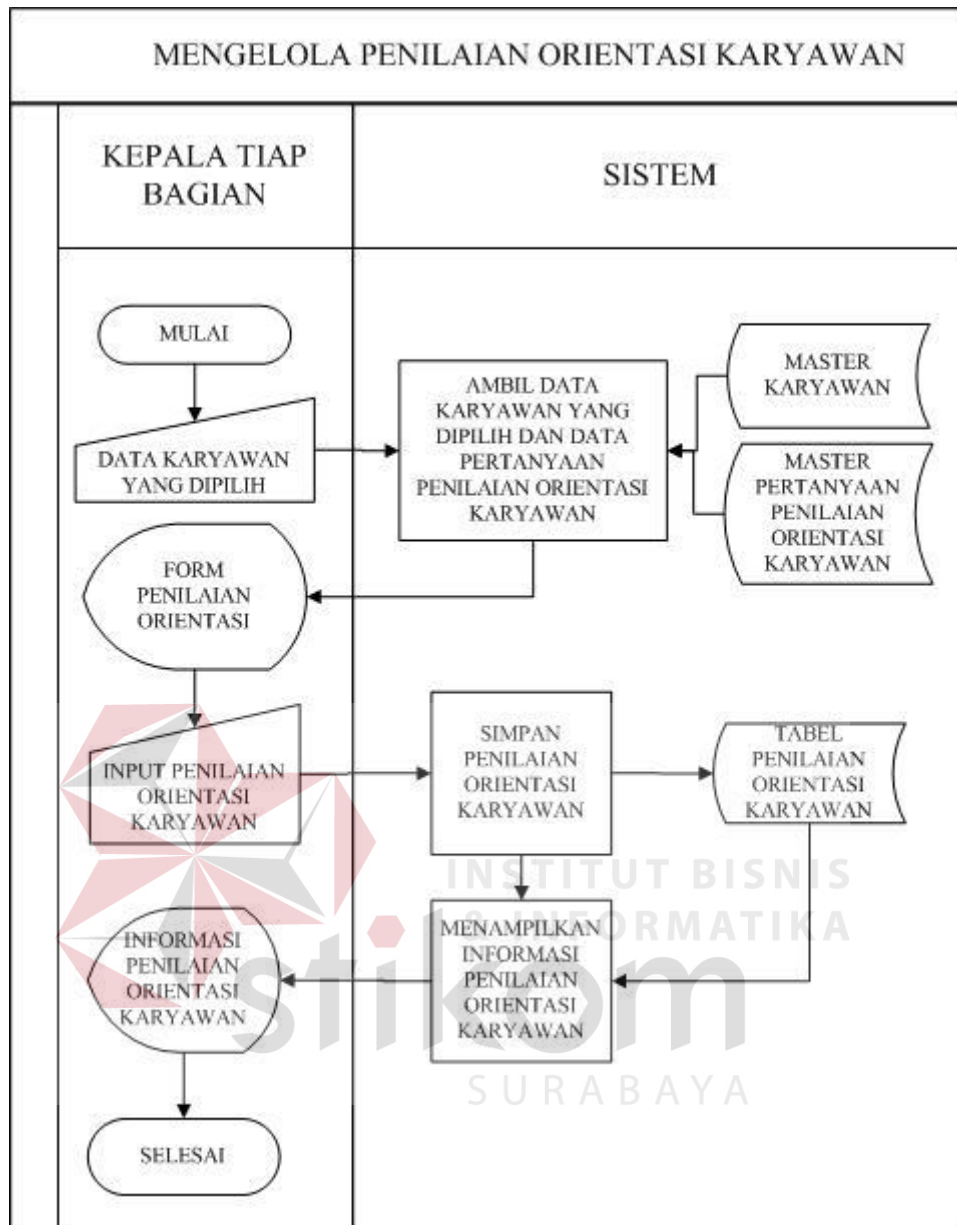 MENGELOLA PENILAIAN ORIENTASI KARYAWAN
KEPALA TIAP
BAGIAN
SISTEM
MULAI
DATA KARYAWAN
YANG DIPILIH
AMBIL DATA
KARYAWAN YANG
DIPILIH DAN DATA
PERTANYAAN
PENILAIAN ORIENTASI
KARYAWAN
MASTER
KARYAWAN
MASTER
PERTANYAAN
PENILAIAN
ORIENTASI
KARYAWAN
FORM
PENILAIAN
ORIENTASI
INPUT PENILAIAN
ORIENTASI
KARYAWAN
SIMPAN
PENILAIAN
ORIENTASI
KARYAWAN
TABEL
PENILAIAN
ORIENTASI
KARYAWAN
MENAMPILKAN
INFORMASI
PENILAIAN
ORIENTASI
KARYAWAN
INFORMASI
PENILAIAN
ORIENTASI
KARYAWAN
SELESAI
INSTITUT BISNIS
& INFORMATIKA
stikom
SURABAYA